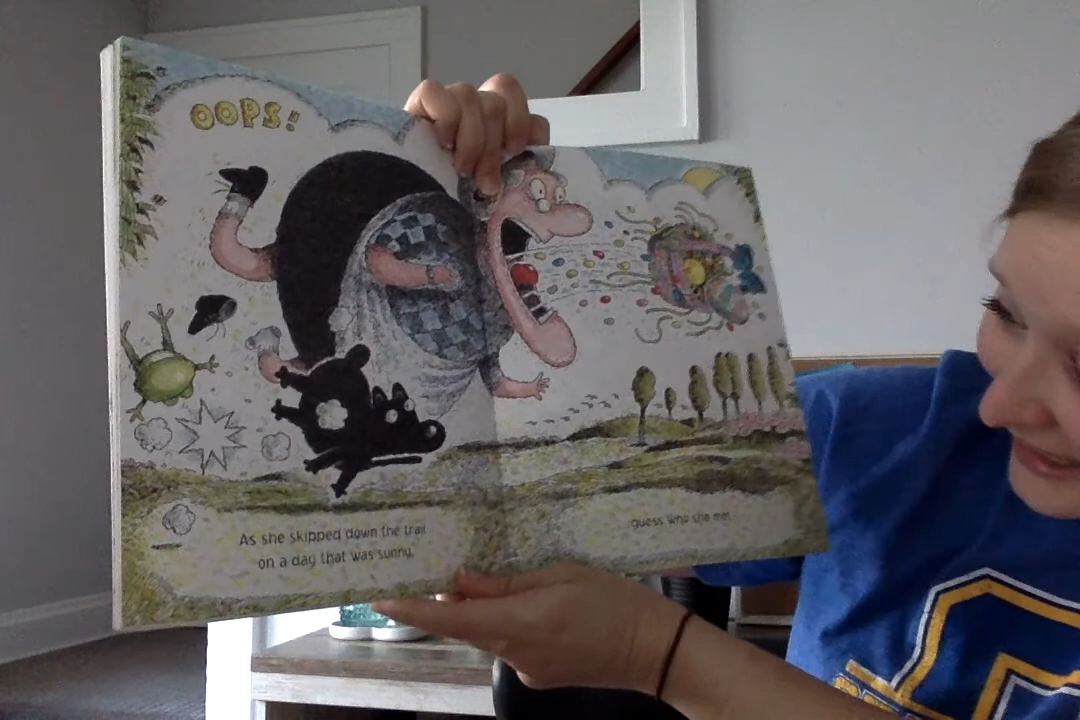 OOPS!
As she skipped down the trail
on a day that was sunny,
guess who she met